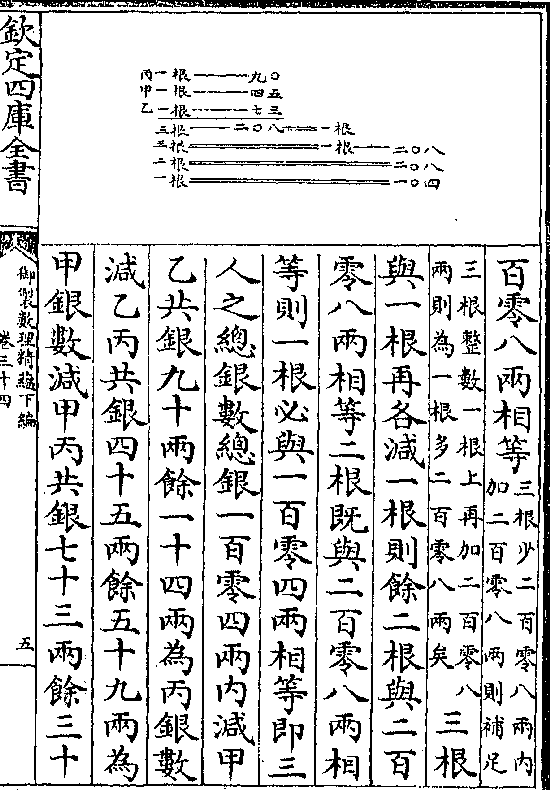 丙一根——九〇
甲一根——四五
乙一根——七三
三根——二〇八——一根
三根——一根——二〇八
二根——二〇八
一根——一〇四
百零八兩相等三根少二百零八兩内加二百零八兩則補足
三根整數一根上再加二百零八兩則為一根多二百零八兩矣三根
與一根再各減一根則餘二根與二百
零八兩相等二根既與二百零八兩相
等則一根必與一百零四兩相等即三
人之總銀數總銀一百零四兩内減甲
乙共銀九十兩餘一十四兩為丙銀數
減乙丙共銀四十五兩餘五十九兩為
甲銀數減甲丙共銀七十三兩餘三十
欽定四庫全書
御製數理精蘊下編
卷三十四
五